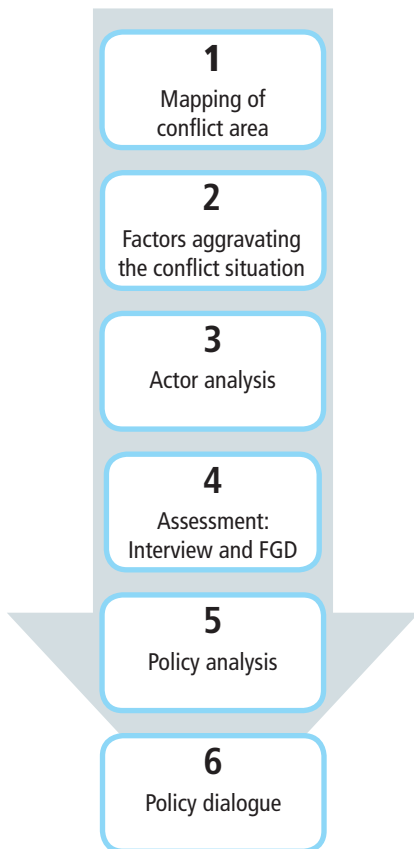 1
Mapping of
conflict area
2
Factors aggravating
the conflict situation
3
Actor analysis
4
Assessment:
Interview and FGD
5
Policy analysis
6
Policy dialogue